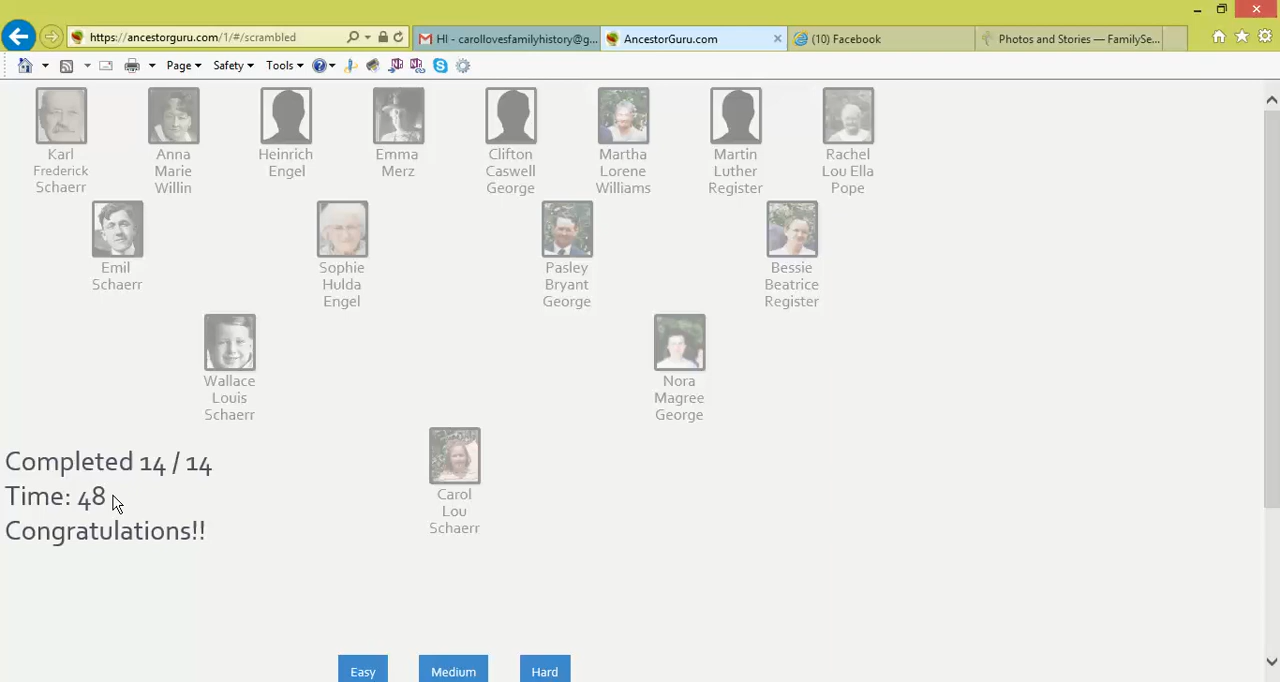 https://ancestorguru.com/1/#/scrambled
HI - carollovesfamilyhistory@g...
AncestorGuru.com
(10) Facebook
Photos and Stories — FamilySe...
Page Safety Tools
Karl Frederick Schaerr
Anna Marie Willin
Heinrich Engel
Emma Merz
Clifton Caswell George
Martha Lorene Williams
Martin Luther Register
Rachel Lou Ella Pope
Emil Schaerr
Sophie Hulda Engel
Pasley Bryant George
Bessie Beatrice Register
Wallace Louis Schaerr
Nora Magree George
Completed 14 / 14
Time: 48
Congratulations!!
Carol Lou Schaerr
Easy Medium Hard